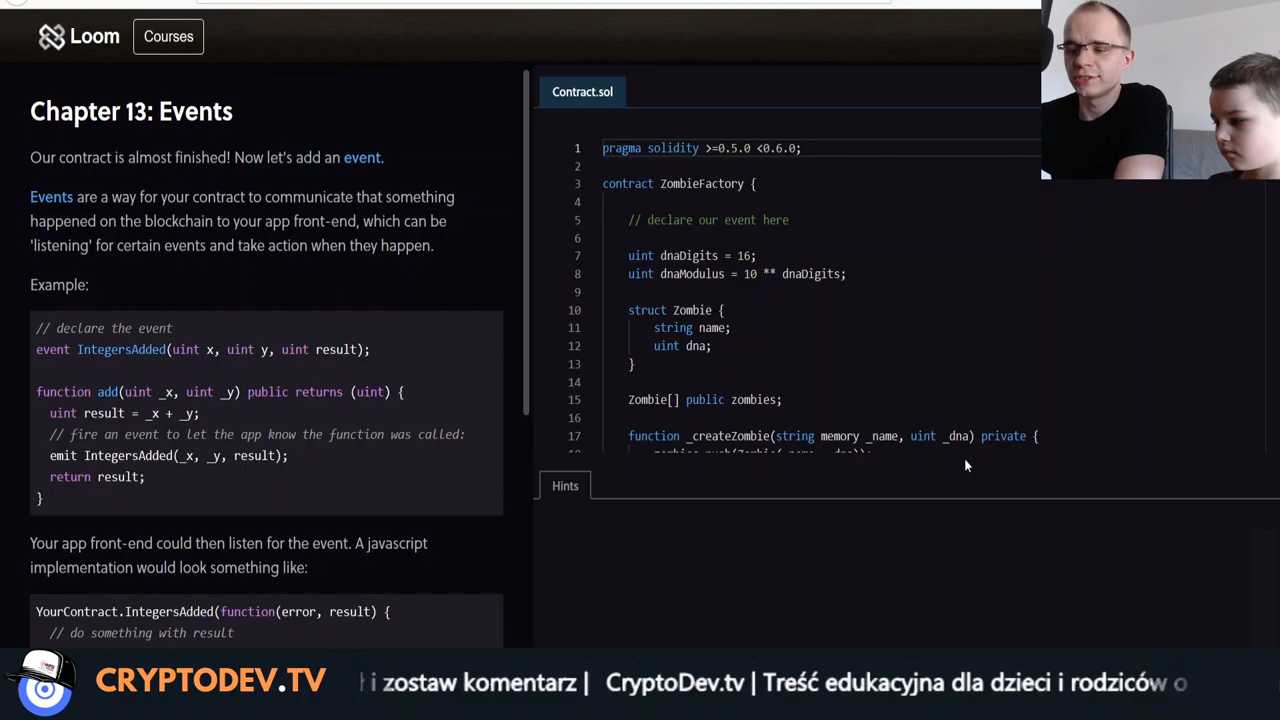 Loom
Courses
Chapter 13: Events
Our contract is almost finished! Now let's add an event.
Events are a way for your contract to communicate that something
happened on the blockchain to your app front-end, which can be
'listening' for certain events and take action when they happen.
Example:
// declare the event
event IntegersAdded(uint x, uint y, uint result);
function add(uint _x, uint _y) public returns (uint) {
uint result = _x + _y;
// fire an event to let the app know the function was called:
emit IntegersAdded(_x, _y, result);
return result;
}
Your app front-end could then listen for the event. A javascript
implementation would look something like:
YourContract.IntegersAdded(function(error, result) {
// do something with result
Contract.sol
1 pragma solidity >=0.5.0 <0.6.0;
2
3 contract ZombieFactory {
4
5 // declare our event here
6
7 uint dnaDigits = 16;
8 uint dnaModulus = 10 ** dnaDigits;
9
10 struct Zombie {
11 string name;
12 uint dna;
13 }
14
15 Zombie[] public zombies;
16
17 function _createZombie(string memory _name, uint _dna) private {
Hints
CRYPTODEV.TV
i zostaw komentarz | CryptoDev.tv | Treść edukacyjna dla dzieci i rodziców o